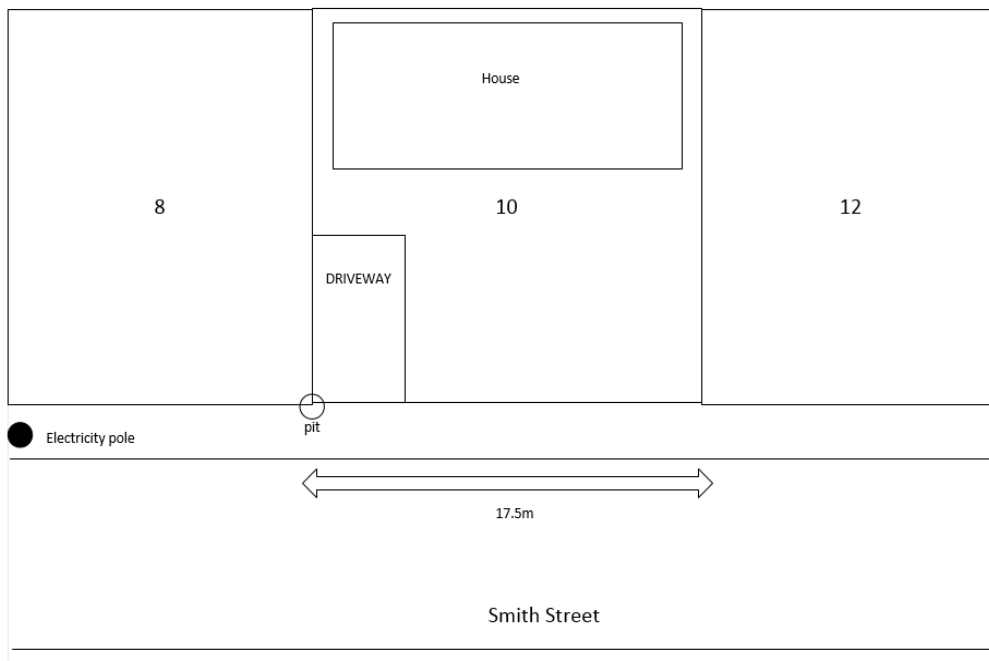 House
8
10
12
DRIVEWAY
pit
Electricity pole
17.5m
Smith Street